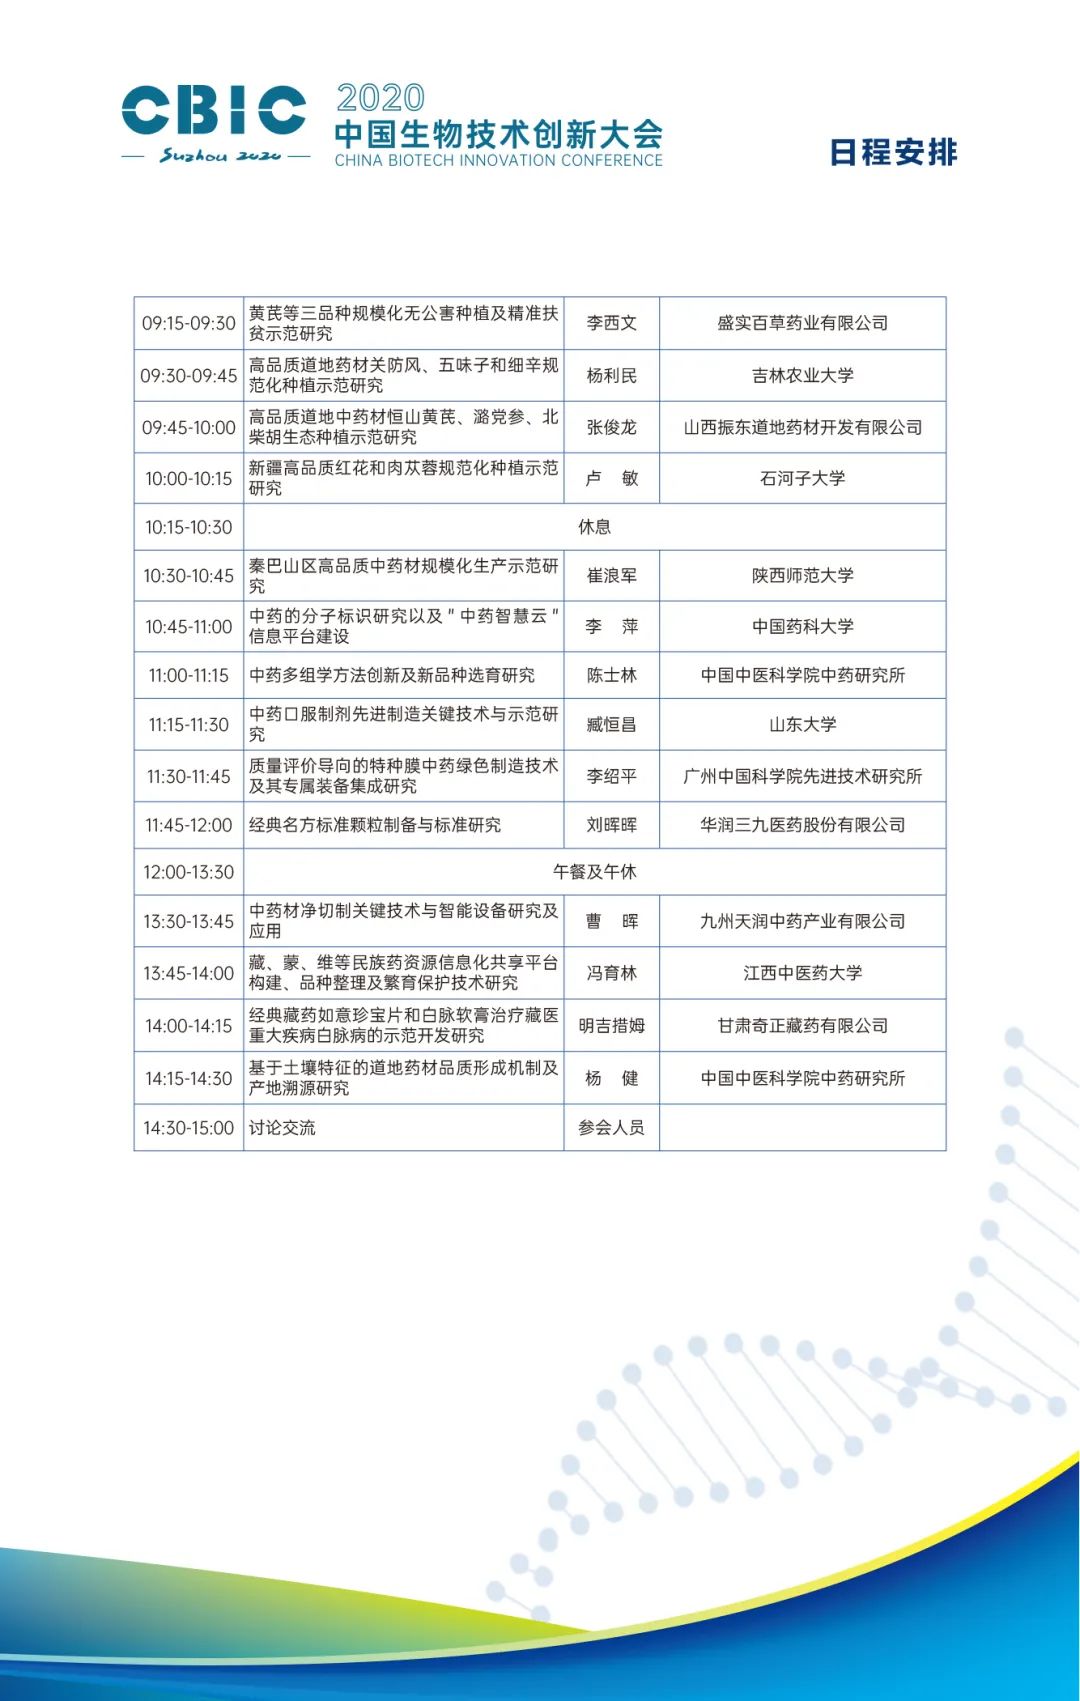 CBIC
Suzhou 2020
2020
中国生物技术创新大会
CHINA BIOTECH INNOVATION CONFERENCE
日程安排
09:15-09:30 黄芪等三品种规模化无公害种植及精准扶 李西文 盛实百草药业有限公司
贫示范研究
09:30-09:45 高品质道地药材关防风、五味子和细辛规 杨利民 吉林农业大学
范化种植示范研究
09:45-10:00 高品质道地中药材恒山黄芪、潞党参、北 张俊龙 山西振东道地药材开发有限公司
柴胡生态种植示范研究
10:00-10:15 新疆高品质红花和肉苁蓉规范化种植示范 卢 敏 石河子大学
研究
10:15-10:30 休息
10:30-10:45 秦巴山区高品质中药材规模化生产示范研 崔浪军 陕西师范大学
究
10:45-11:00 中药的分子标识研究以及"中药智慧云" 李 萍 中国药科大学
信息平台建设
11:00-11:15 中药多组学方法创新及新品种选育研究 陈士林 中国中医科学院中药研究所
11:15-11:30 中药口服制剂先进制造关键技术与示范研 臧恒昌 山东大学
究
11:30-11:45 质量评价导向的特种膜中药绿色制造技术 李绍平 广州中国科学院先进技术研究所
及其专属装备集成研究
11:45-12:00 经典名方标准颗粒制备与标准研究 刘晖晖 华润三九医药股份有限公司
12:00-13:30 午餐及午休
13:30-13:45 中药材净切制关键技术与智能设备研究及 曹 晖 九州天润中药产业有限公司
应用
13:45-14:00 藏、蒙、维等民族药资源信息化共享平台 冯育林 江西中医药大学
构建、品种整理及繁育保护技术研究
14:00-14:15 经典藏药如意珍宝片和白脉软膏治疗藏医 明吉措姆 甘肃奇正藏药有限公司
重大疾病白脉病的示范开发研究
14:15-14:30 基于土壤特征的道地药材品质形成机制及 杨 健 中国中医科学院中药研究所
产地溯源研究
14:30-15:00 讨论交流 参会人员